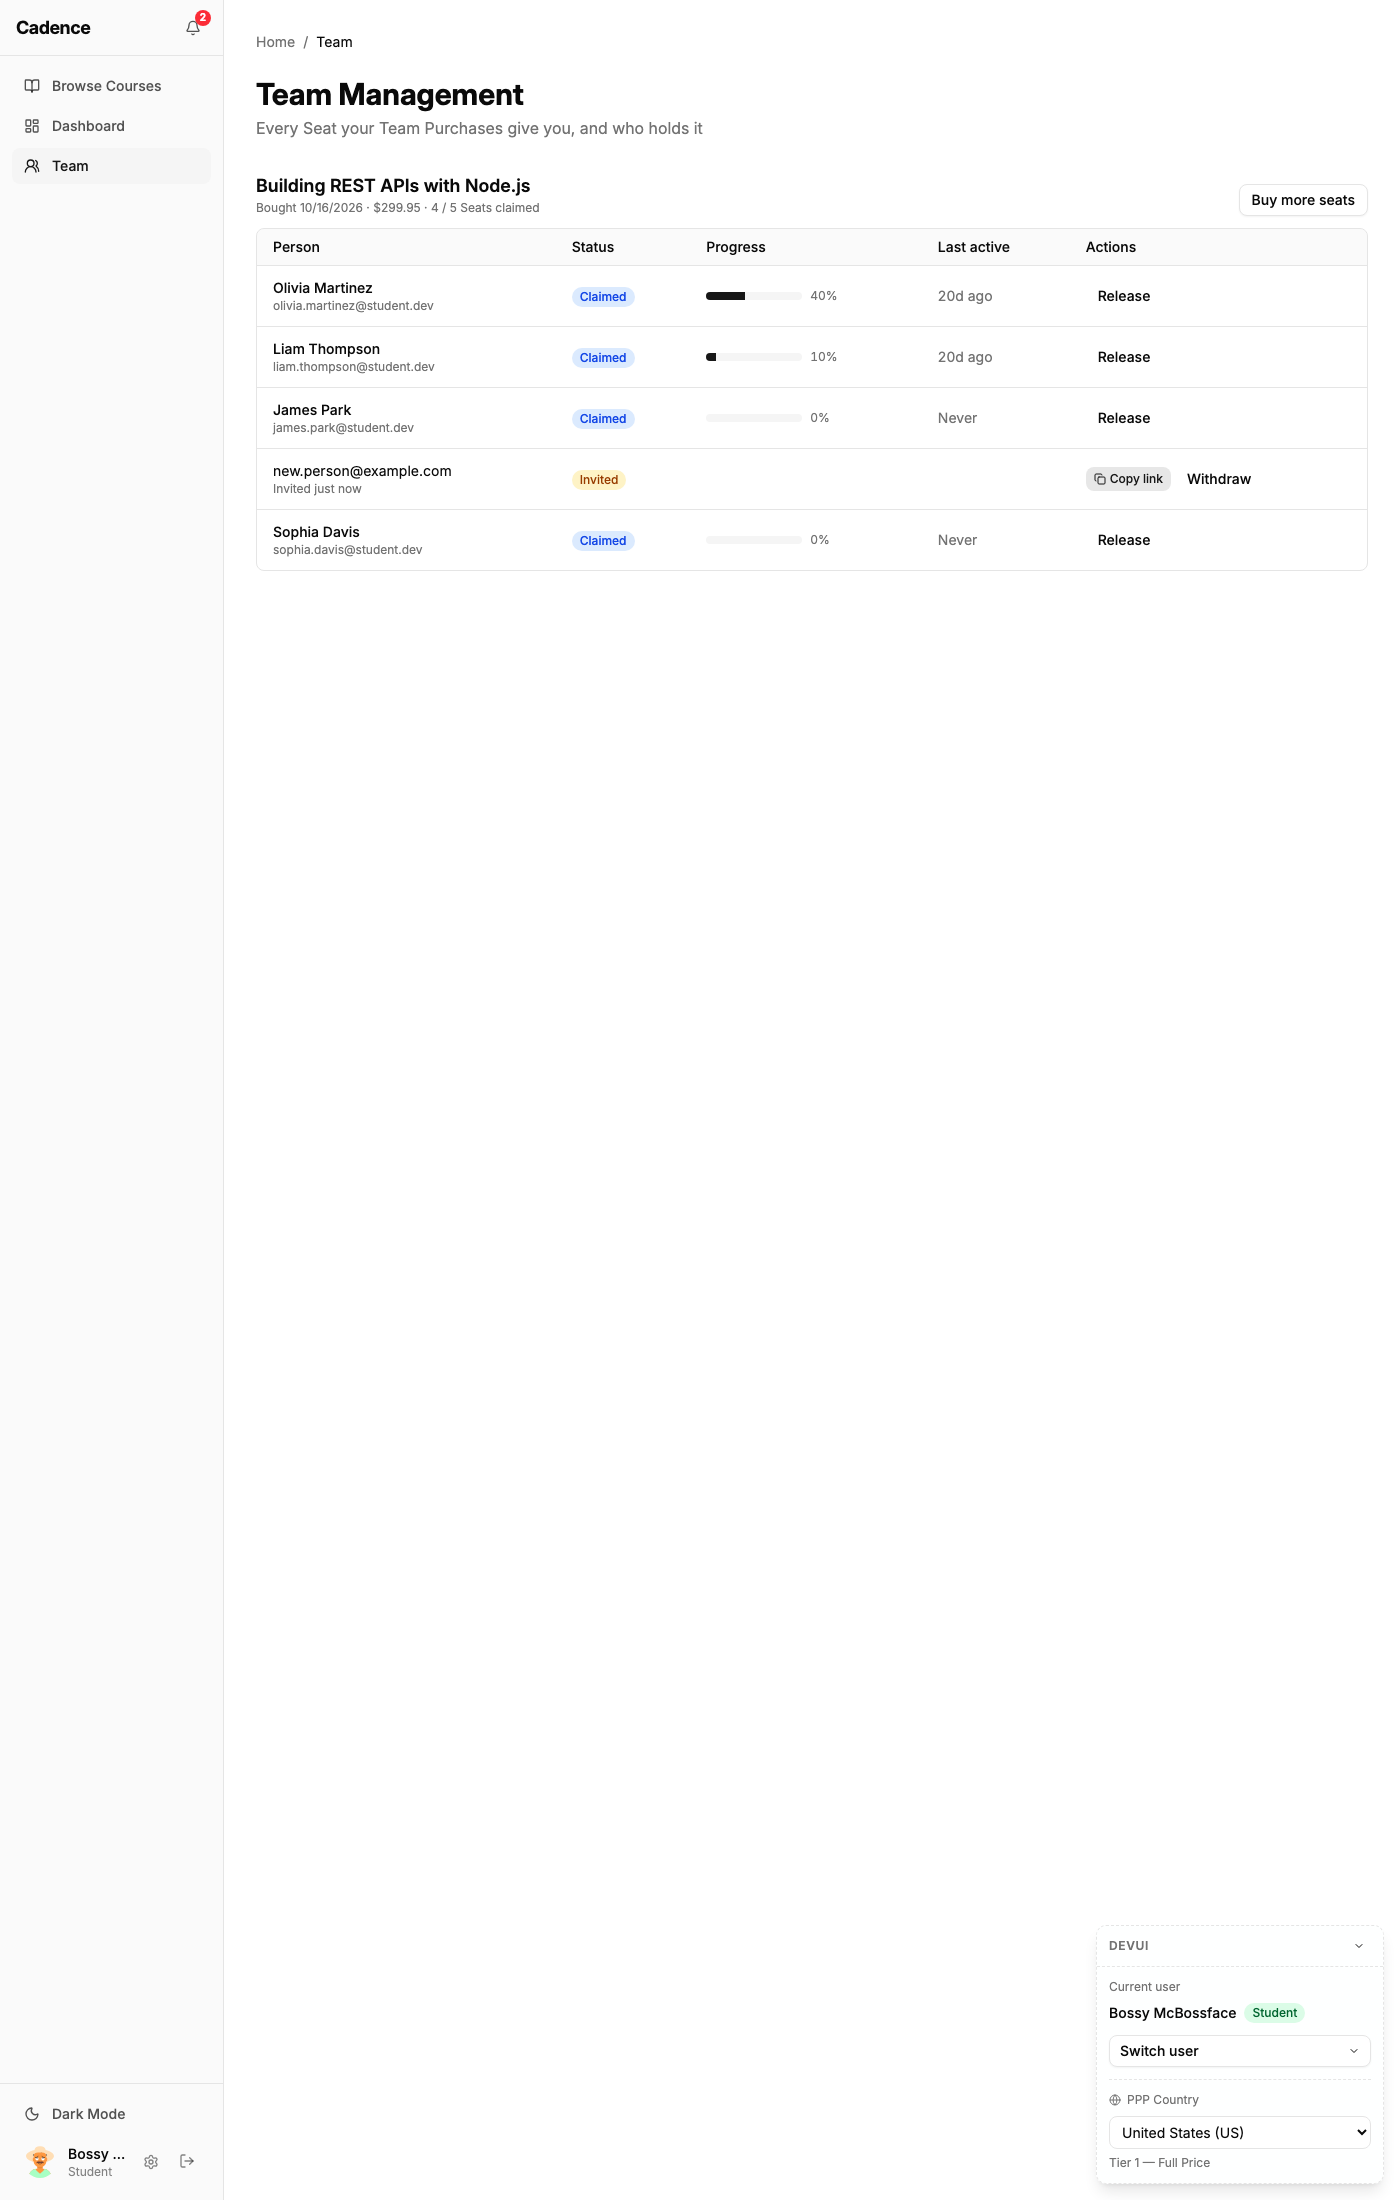 Cadence
2
Browse Courses
Dashboard
Team
Home / Team
Team Management
Every Seat your Team Purchases give you, and who holds it
Building REST APIs with Node.js
Bought 10/16/2026 · $299.95 · 4 / 5 Seats claimed
Buy more seats
Person Status Progress Last active Actions
Olivia Martinez
olivia.martinez@student.dev
Claimed 40% 20d ago Release
Liam Thompson
liam.thompson@student.dev
Claimed 10% 20d ago Release
James Park
james.park@student.dev
Claimed 0% Never Release
new.person@example.com
Invited just now
Invited Copy link Withdraw
Sophia Davis
sophia.davis@student.dev
Claimed 0% Never Release
DEVUI
Current user
Bossy McBossface Student
Switch user
PPP Country
United States (US)
Tier 1 — Full Price
Dark Mode
Bossy ...
Student